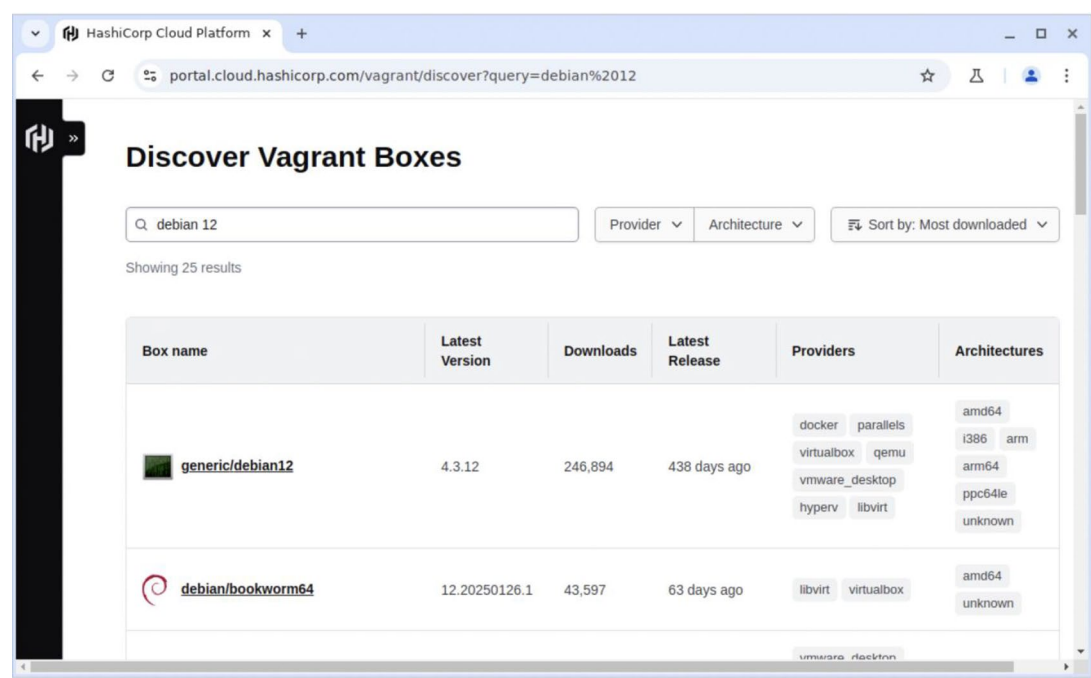 HashiCorp Cloud Platform
portal.cloud.hashicorp.com/vagrant/discover?query=debian%2012
Discover Vagrant Boxes
debian 12
Provider
Architecture
Sort by: Most downloaded
Showing 25 results
Box name
Latest Version
Downloads
Latest Release
Providers
Architectures
generic/debian12
4.3.12
246,894
438 days ago
docker parallels
virtualbox qemu
vmware_desktop
hyperv libvirt
amd64
i386 arm
arm64
ppc64le
unknown
debian/bookworm64
12.20250126.1
43,597
63 days ago
libvirt virtualbox
amd64
unknown
vmware_desktop